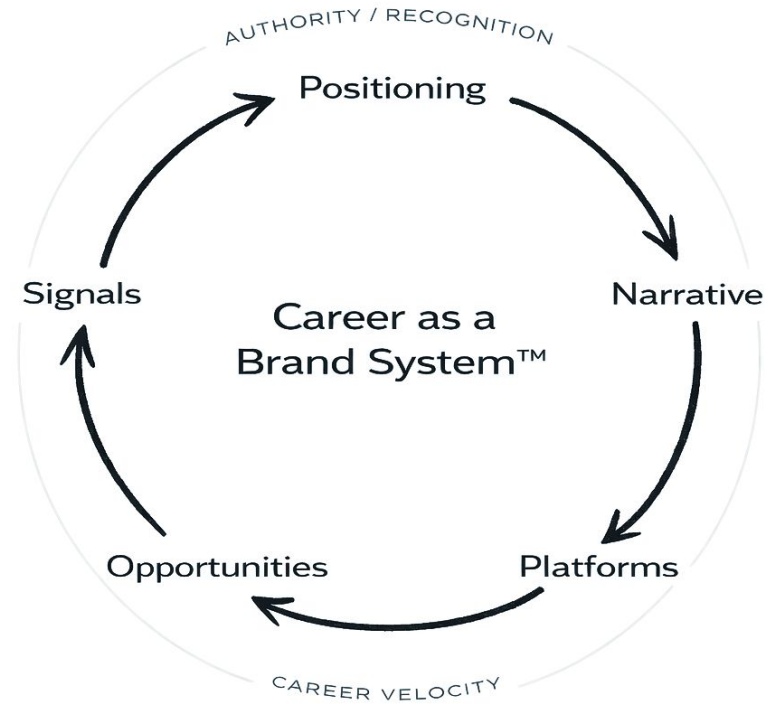 AUTHORITY / RECOGNITION
Positioning
Signals
Narrative
Career as a
Brand System™
Opportunities
Platforms
CAREER VELOCITY